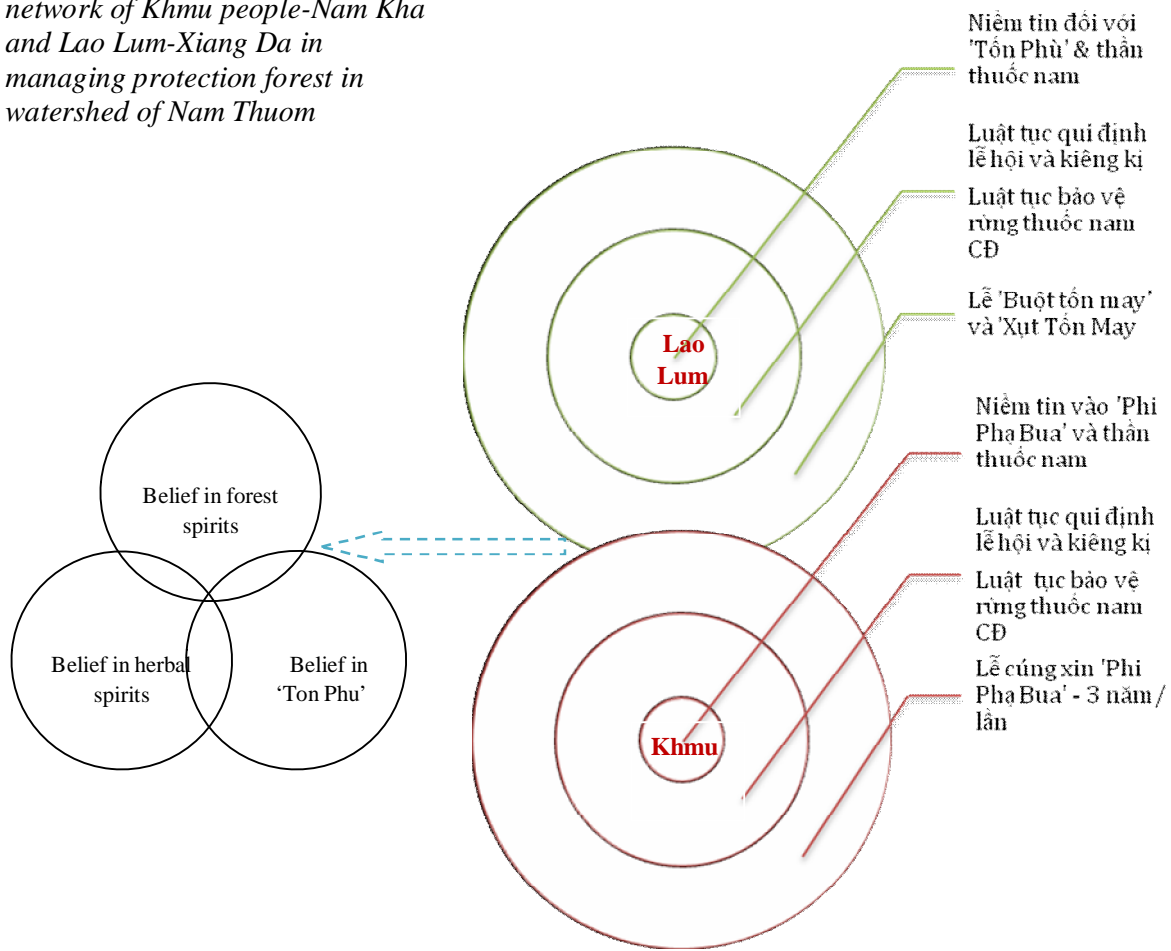 network of Khmu people-Nam Kha
and Lao Lum-Xiang Da in
managing protection forest in
watershed of Nam Thuom
Niềm tin đối với
'Tốn Phù' & thần
thuốc nam
Luật tục qui định
lễ hội và kiêng kị
Luật tục bảo vệ
rừng thuốc nam
CĐ
Lễ 'Buột tốn may'
và 'Xụt Tốn May
Lao
Lum
Niềm tin vào 'Phi
Phạ Bua' và thần
thuốc nam
Luật tục qui định
lễ hội và kiêng kị
Luật tục bảo vệ
rừng thuốc nam
CĐ
Lễ cúng xin 'Phi
Phạ Bua' - 3 năm /
lần
Khmu
Belief in forest
spirits
Belief in herbal
spirits
Belief in
‘Ton Phu’